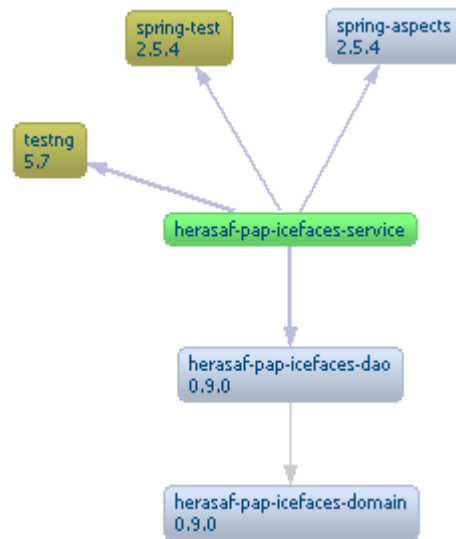 spring-test
2.5.4
spring-aspects
2.5.4
testng
5.7
herasaf-pap-icefaces-service
herasaf-pap-icefaces-dao
0.9.0
herasaf-pap-icefaces-domain
0.9.0